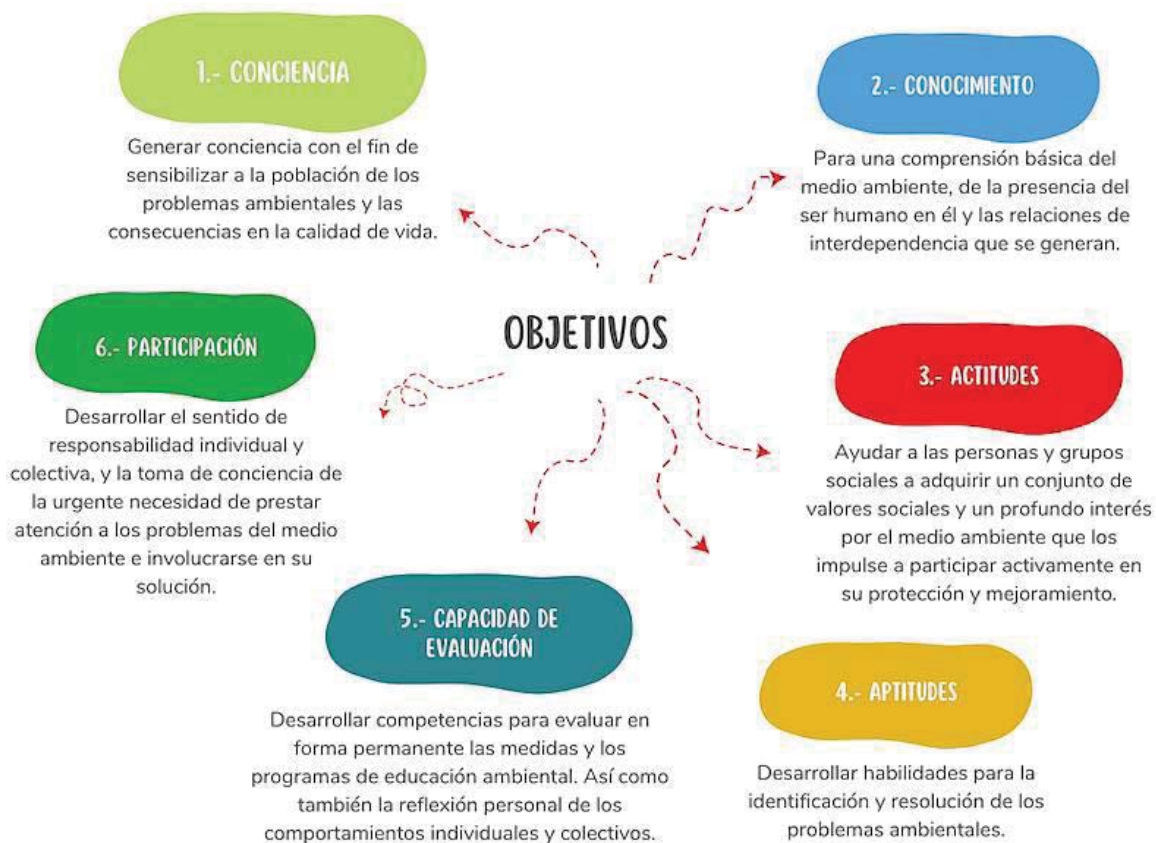 1.- CONCIENCIA
Generar conciencia con el fin de
sensibilizar a la población de los
problemas ambientales y las
consecuencias en la calidad de vida.
2.- CONOCIMIENTO
Para una comprensión básica del
medio ambiente, de la presencia del
ser humano en él y las relaciones de
interdependencia que se generan.
OBJETIVOS
6.- PARTICIPACIÓN
Desarrollar el sentido de
responsabilidad individual y
colectiva, y la toma de conciencia de
la urgente necesidad de prestar
atención a los problemas del medio
ambiente e involucrarse en su
solución.
3.- ACTITUDES
Ayudar a las personas y grupos
sociales a adquirir un conjunto de
valores sociales y un profundo interés
por el medio ambiente que los
impulse a participar activamente en
su protección y mejoramiento.
5.- CAPACIDAD DE
EVALUACIÓN
Desarrollar competencias para evaluar en
forma permanente las medidas y los
programas de educación ambiental. Así como
también la reflexión personal de los
comportamientos individuales y colectivos.
4.- APTITUDES
Desarrollar habilidades para la
identificación y resolución de los
problemas ambientales.